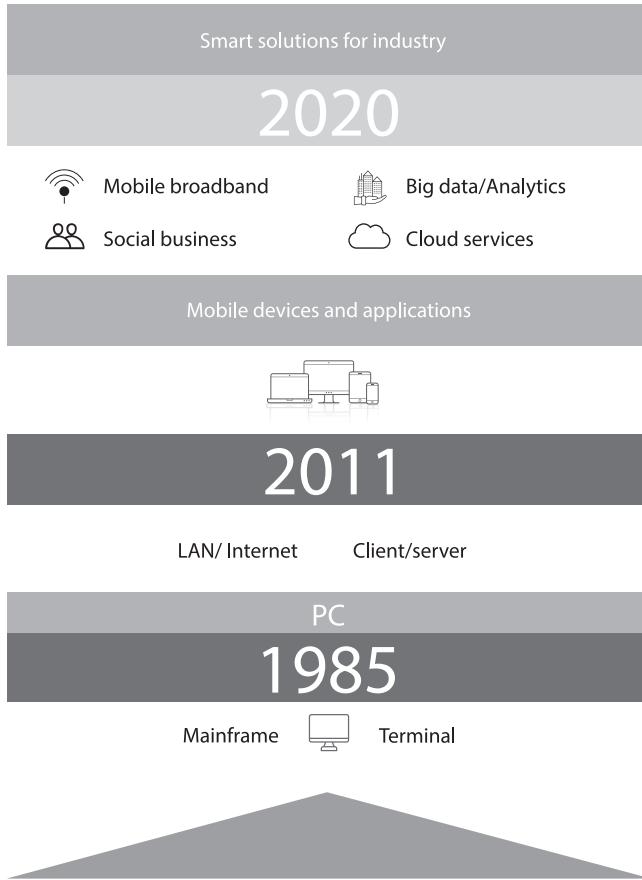 Smart solutions for industry
2020
Mobile broadband
Big data/Analytics
Social business
Cloud services
Mobile devices and applications
2011
LAN/ Internet
Client/server
PC
1985
Mainframe
Terminal